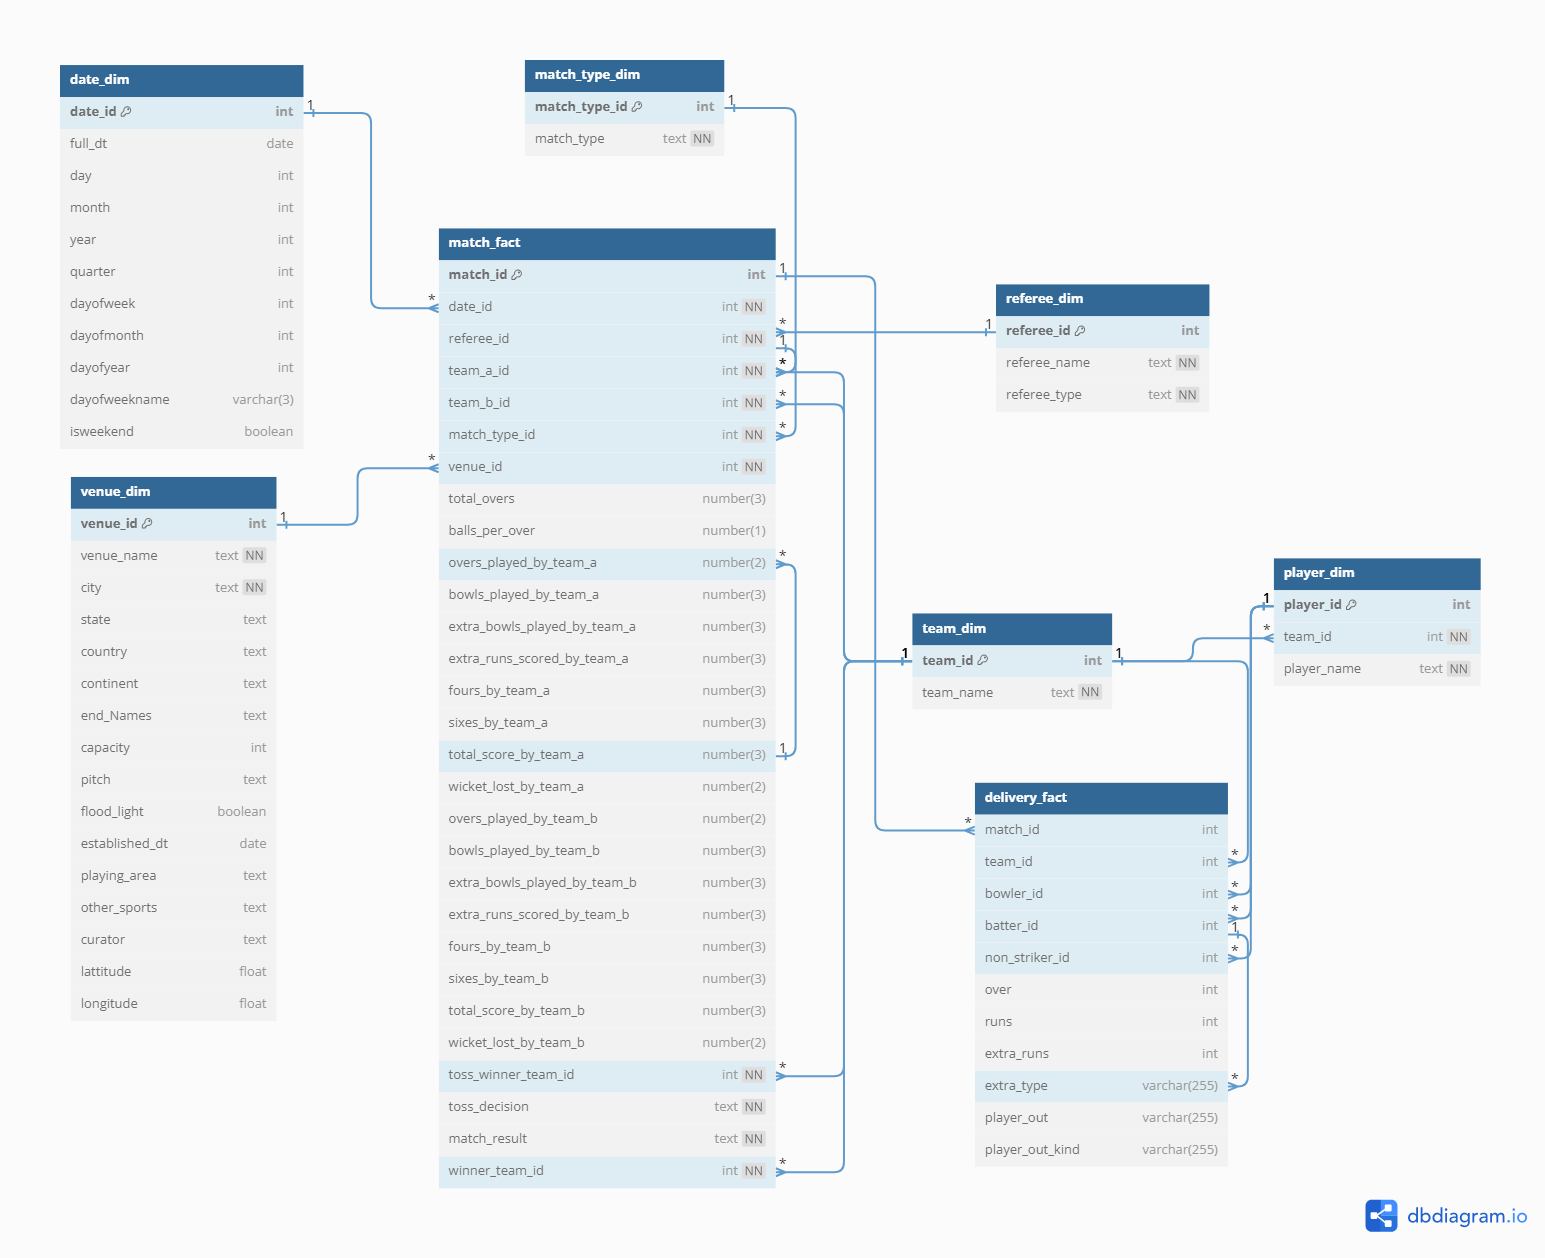 date_dim
date_id int
full_dt date
day int
month int
year int
quarter int
dayofweek int
dayofmonth int
dayofyear int
dayofweekname varchar(3)
isweekend boolean
1
*
match_type_dim
match_type_id int
match_type text NN
1
venue_dim
venue_id int
venue_name text NN
city text NN
state text
country text
continent text
end_Names text
capacity int
pitch text
flood_light boolean
established_dt date
playing_area text
other_sports text
curator text
lattitude float
longitude float
1
*
match_fact
match_id int 1
date_id int NN
referee_id int NN *
1
team_a_id int NN *
team_b_id int NN *
match_type_id int NN *
venue_id int NN
total_overs number(3)
balls_per_over number(1)
overs_played_by_team_a number(2) *
bowls_played_by_team_a number(3)
extra_bowls_played_by_team_a number(3)
extra_runs_scored_by_team_a number(3)
fours_by_team_a number(3)
sixes_by_team_a number(3)
total_score_by_team_a number(3) 1
wicket_lost_by_team_a number(2)
overs_played_by_team_b number(2)
bowls_played_by_team_b number(3)
extra_bowls_played_by_team_b number(3)
extra_runs_scored_by_team_b number(3)
fours_by_team_b number(3)
sixes_by_team_b number(3)
total_score_by_team_b number(3)
wicket_lost_by_team_b number(2)
toss_winner_team_id int NN *
toss_decision text NN
match_result text NN
winner_team_id int NN *
referee_dim
1 referee_id int
referee_name text NN
referee_type text NN
team_dim
1 team_id int 1
team_name text NN
player_dim
1 player_id int
* team_id int NN
player_name text NN
delivery_fact
* match_id int
team_id int *
bowler_id int *
batter_id int *
1
non_striker_id int *
over int
runs int
extra_runs int
extra_type varchar(255) *
player_out varchar(255)
player_out_kind varchar(255)
dbdiagram.io